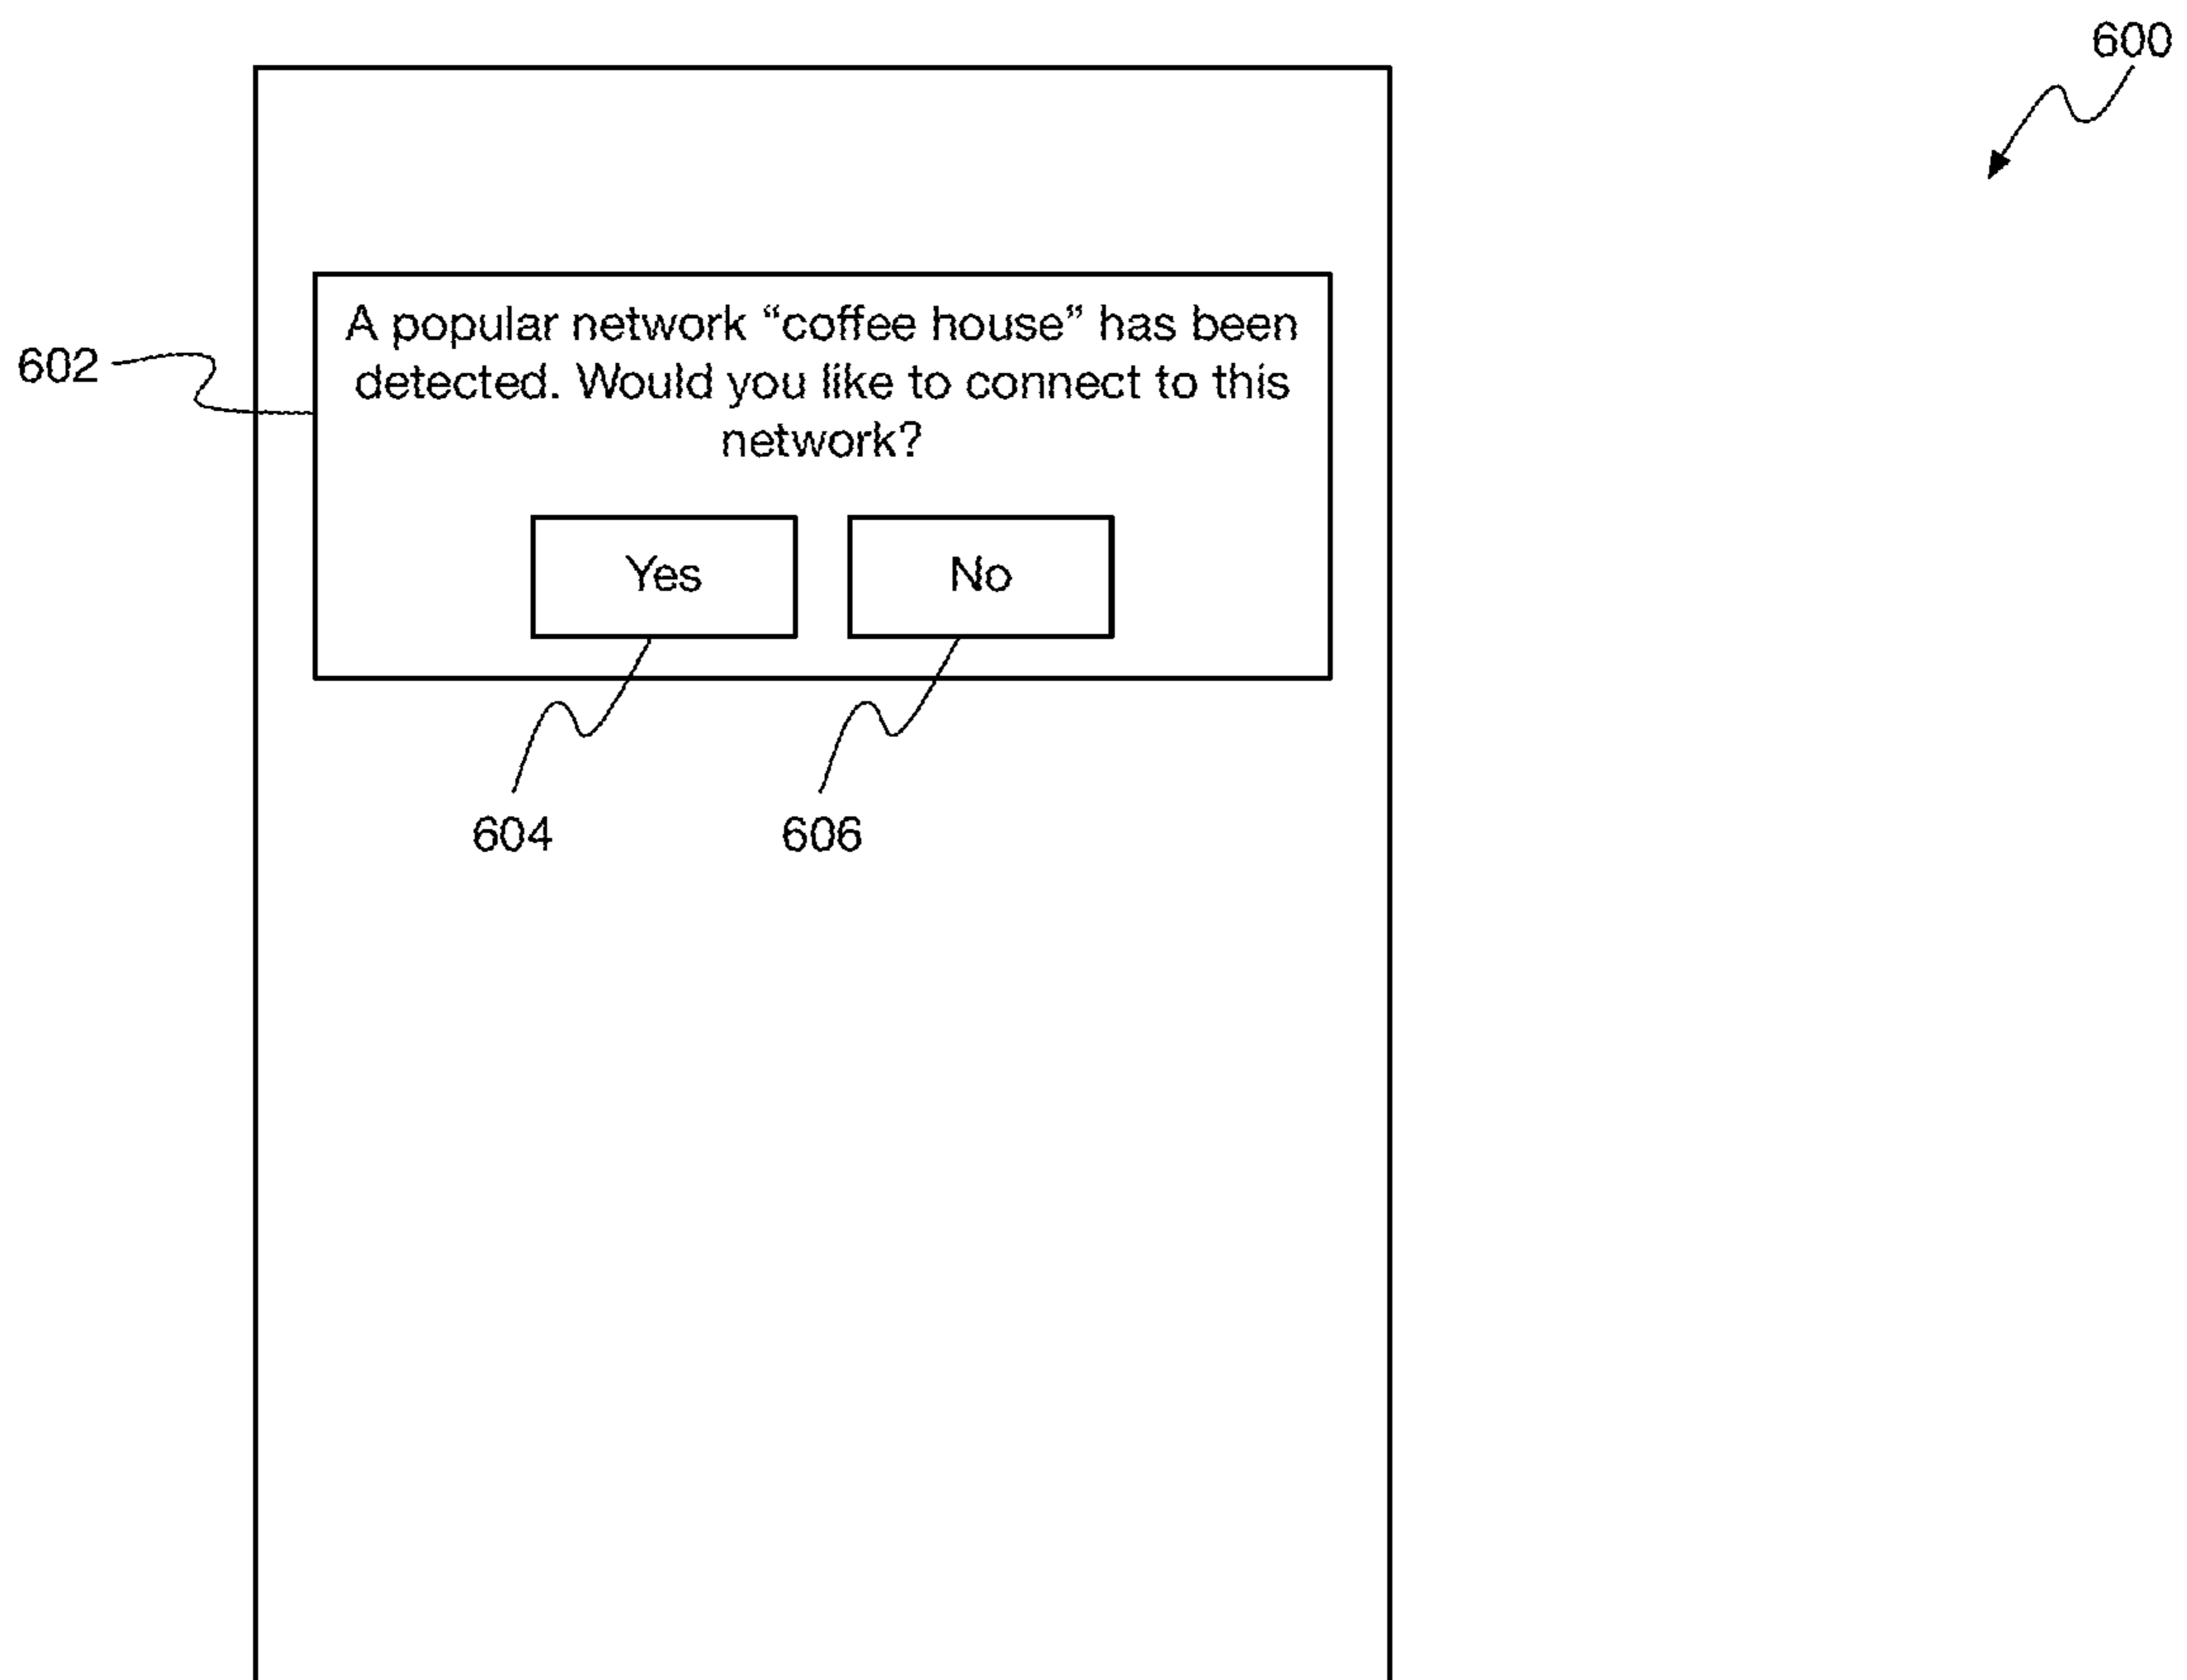 600
A popular network “coffee house” has been
detected. Would you like to connect to this
network?
602
Yes
No
604
606